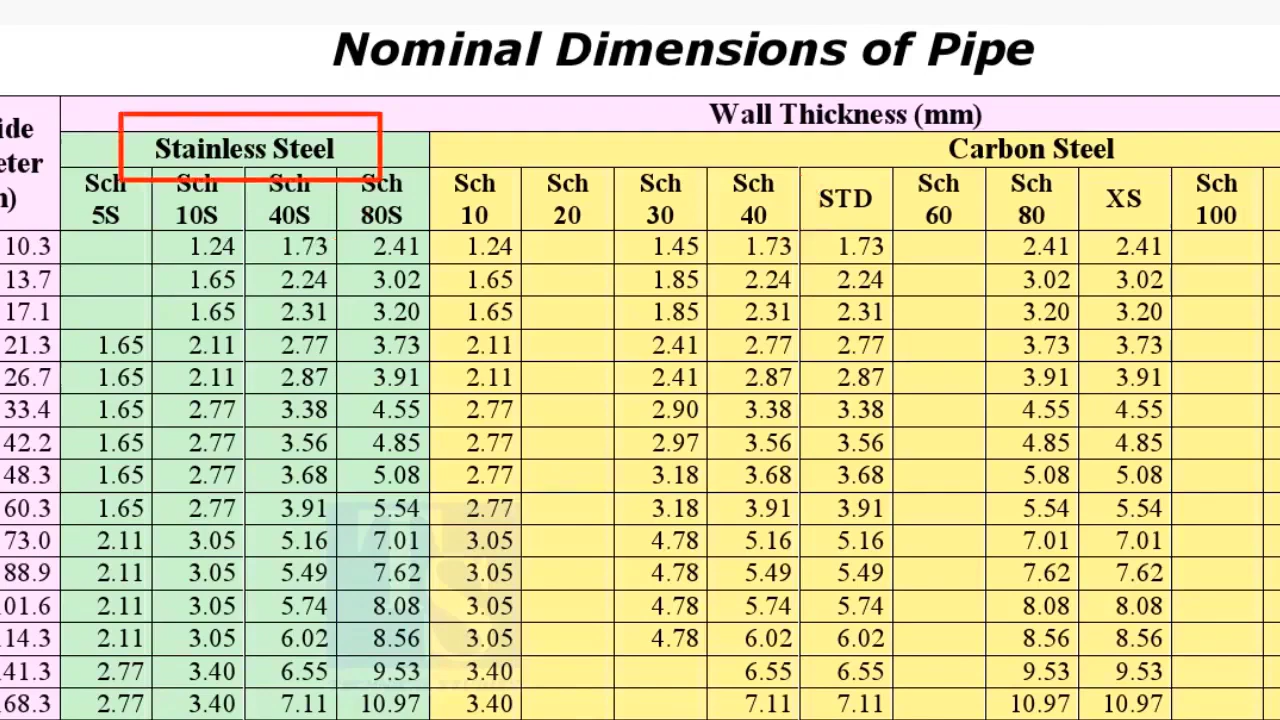 Nominal Dimensions of Pipe
Wall Thickness (mm)
Stainless Steel Carbon Steel
Sch 5S Sch 10S Sch 40S Sch 80S Sch 10 Sch 20 Sch 30 Sch 40 STD Sch 60 Sch 80 XS Sch 100
10.3 1.24 1.73 2.41 1.24 1.45 1.73 1.73 2.41 2.41
13.7 1.65 2.24 3.02 1.65 1.85 2.24 2.24 3.02 3.02
17.1 1.65 2.31 3.20 1.65 1.85 2.31 2.31 3.20 3.20
21.3 1.65 2.11 2.77 3.73 2.11 2.41 2.77 2.77 3.73 3.73
26.7 1.65 2.11 2.87 3.91 2.11 2.41 2.87 2.87 3.91 3.91
33.4 1.65 2.77 3.38 4.55 2.77 2.90 3.38 3.38 4.55 4.55
42.2 1.65 2.77 3.56 4.85 2.77 2.97 3.56 3.56 4.85 4.85
48.3 1.65 2.77 3.68 5.08 2.77 3.18 3.68 3.68 5.08 5.08
60.3 1.65 2.77 3.91 5.54 2.77 3.18 3.91 3.91 5.54 5.54
73.0 2.11 3.05 5.16 7.01 3.05 4.78 5.16 5.16 7.01 7.01
88.9 2.11 3.05 5.49 7.62 3.05 4.78 5.49 5.49 7.62 7.62
01.6 2.11 3.05 5.74 8.08 3.05 4.78 5.74 5.74 8.08 8.08
14.3 2.11 3.05 6.02 8.56 3.05 4.78 6.02 6.02 8.56 8.56
41.3 2.77 3.40 6.55 9.53 3.40 6.55 6.55 9.53 9.53
68.3 2.77 3.40 7.11 10.97 3.40 7.11 7.11 10.97 10.97